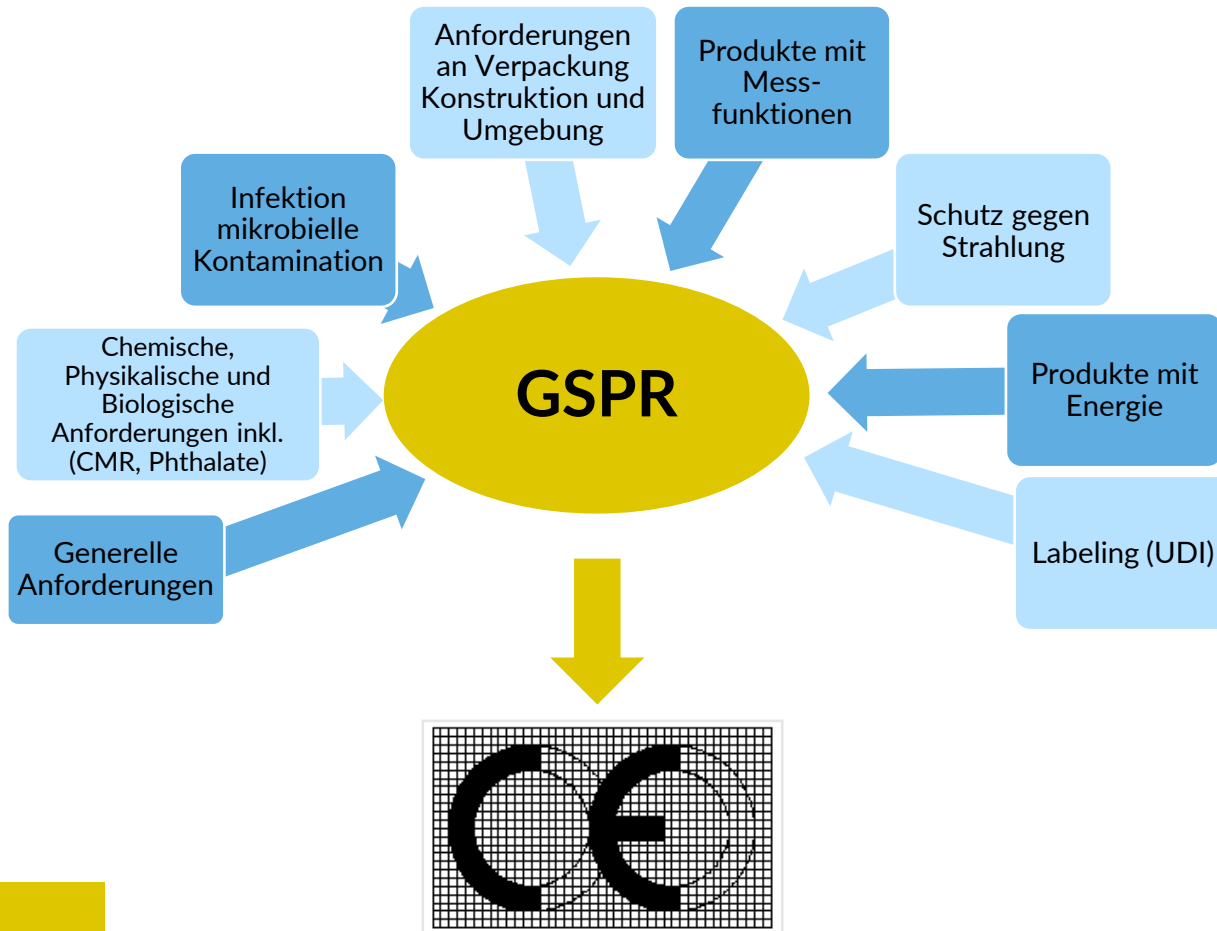 Anforderungen
an Verpackung
Konstruktion und
Umgebung
Produkte mit
Mess-
funktionen
Infektion
mikrobielle
Kontamination
Schutz gegen
Strahlung
Chemische,
Physikalische und
Biologische
Anforderungen inkl.
(CMR, Phthalate)
GSPR
Produkte mit
Energie
Generelle
Anforderungen
Labeling (UDI)
CE